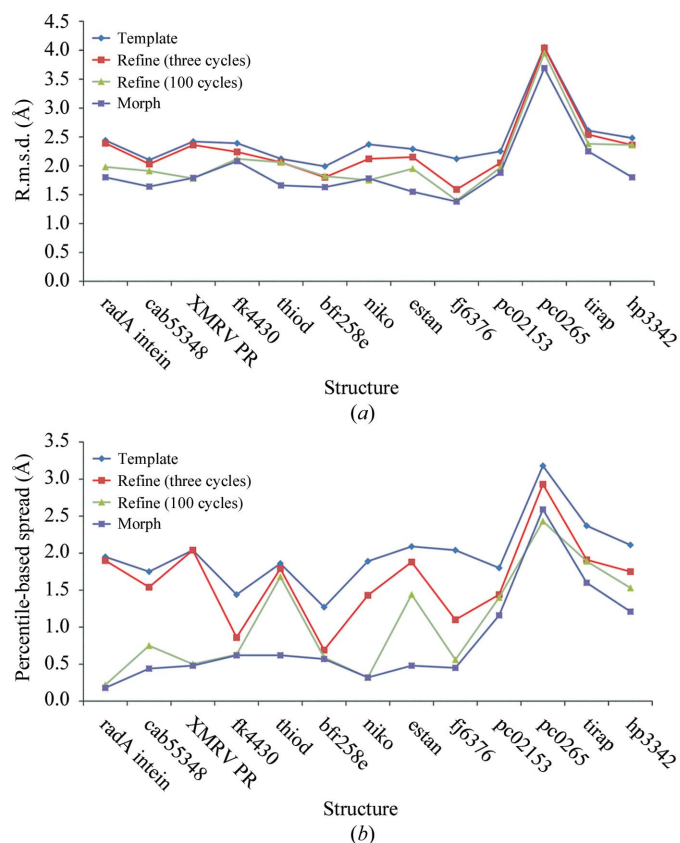 4.5
4.0
3.5
3.0
2.5
2.0
1.5
1.0
0.5
0.0
R.m.s.d. (Å)
Template
Refine (three cycles)
Refine (100 cycles)
Morph
radA intein
cab55348
XMRV PR
fk4430
thiod
bfr258e
niko
estan
fj6376
pc02153
pc0265
tirap
hp3342
Structure
(a)
3.5
3.0
2.5
2.0
1.5
1.0
0.5
0.0
Percentile-based spread (Å)
Template
Refine (three cycles)
Refine (100 cycles)
Morph
radA intein
cab55348
XMRV PR
fk4430
thiod
bfr258e
niko
estan
fj6376
pc02153
pc0265
tirap
hp3342
Structure
(b)